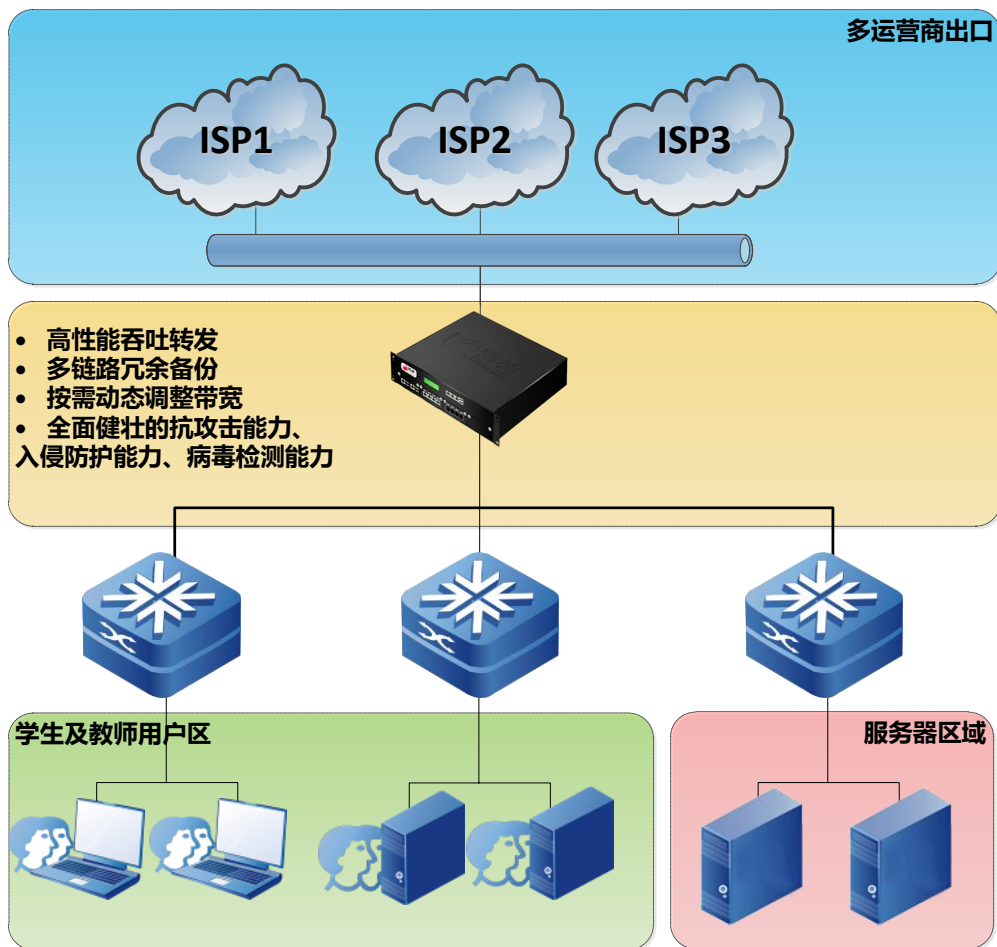 多运营商出口
ISP1
ISP2
ISP3
• 高性能吞吐转发
• 多链路冗余备份
• 按需动态调整带宽
• 全面健壮的抗攻击能力、
入侵防护能力、病毒检测能力
学生及教师用户区
服务器区域